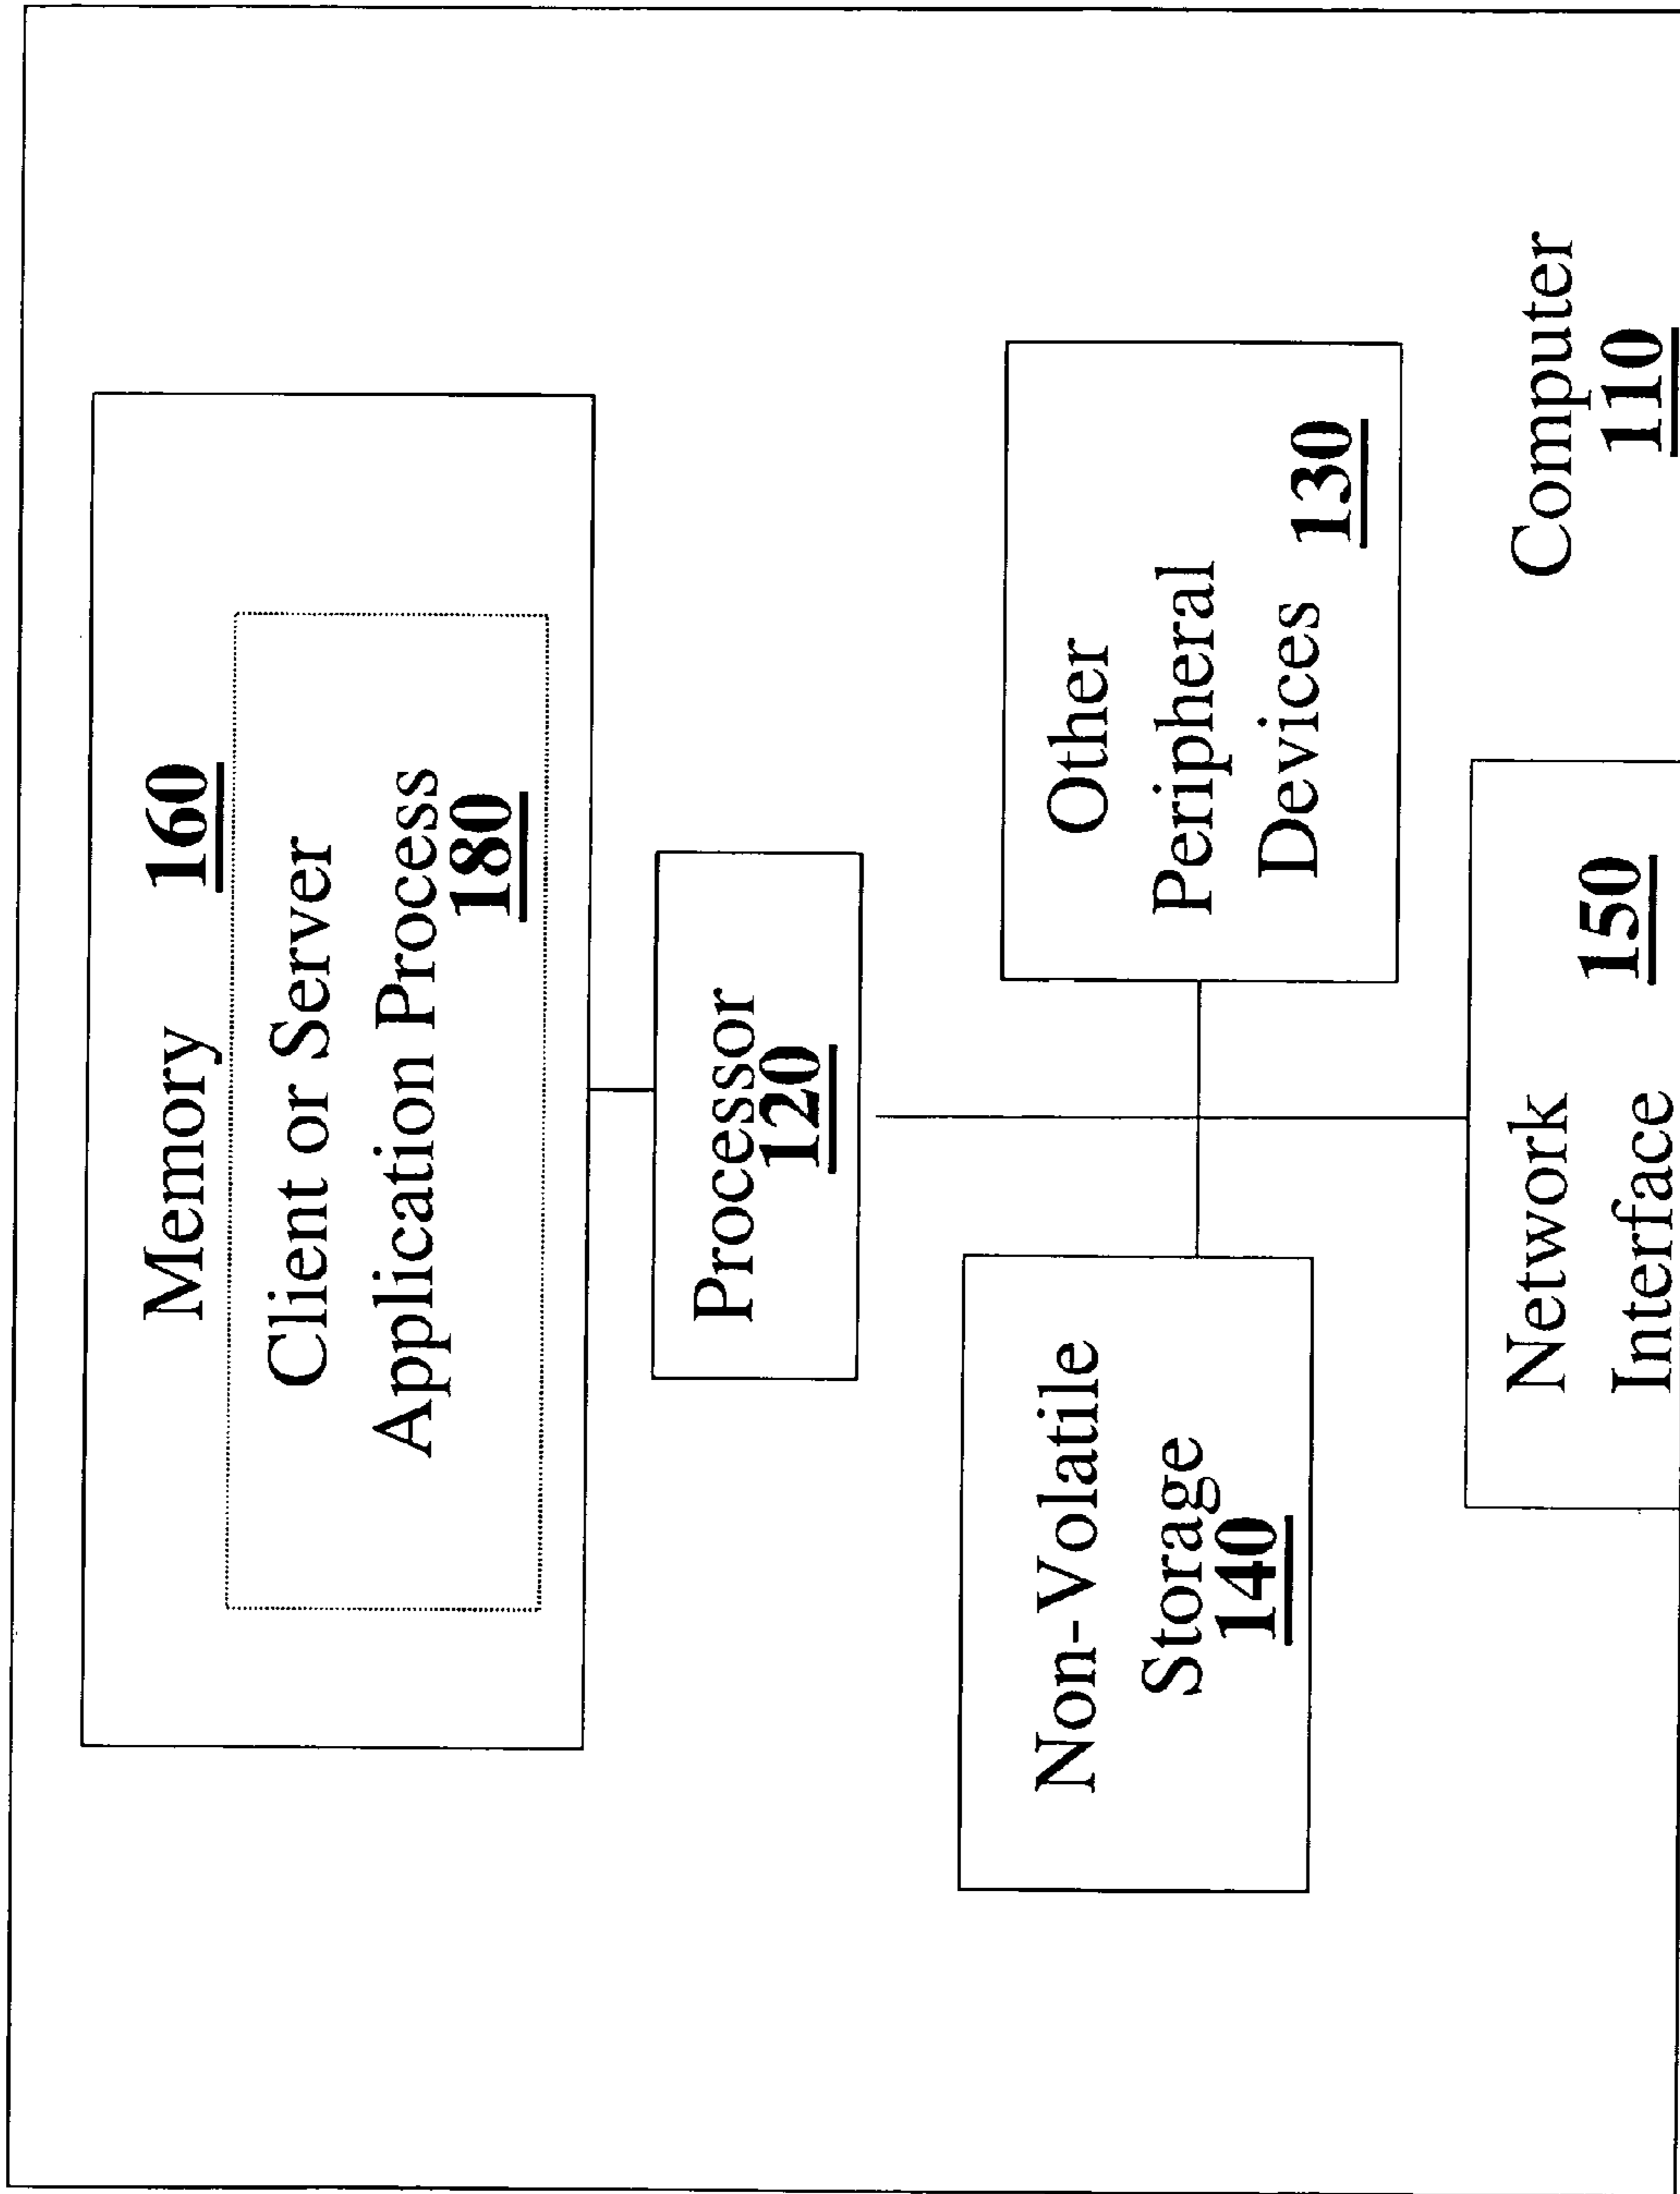 Memory 160
Client or Server
Application Process
180
Processor
120
Non-Volatile
Storage
140
Other
Peripheral
Devices 130
Network
Interface 150
Computer
110